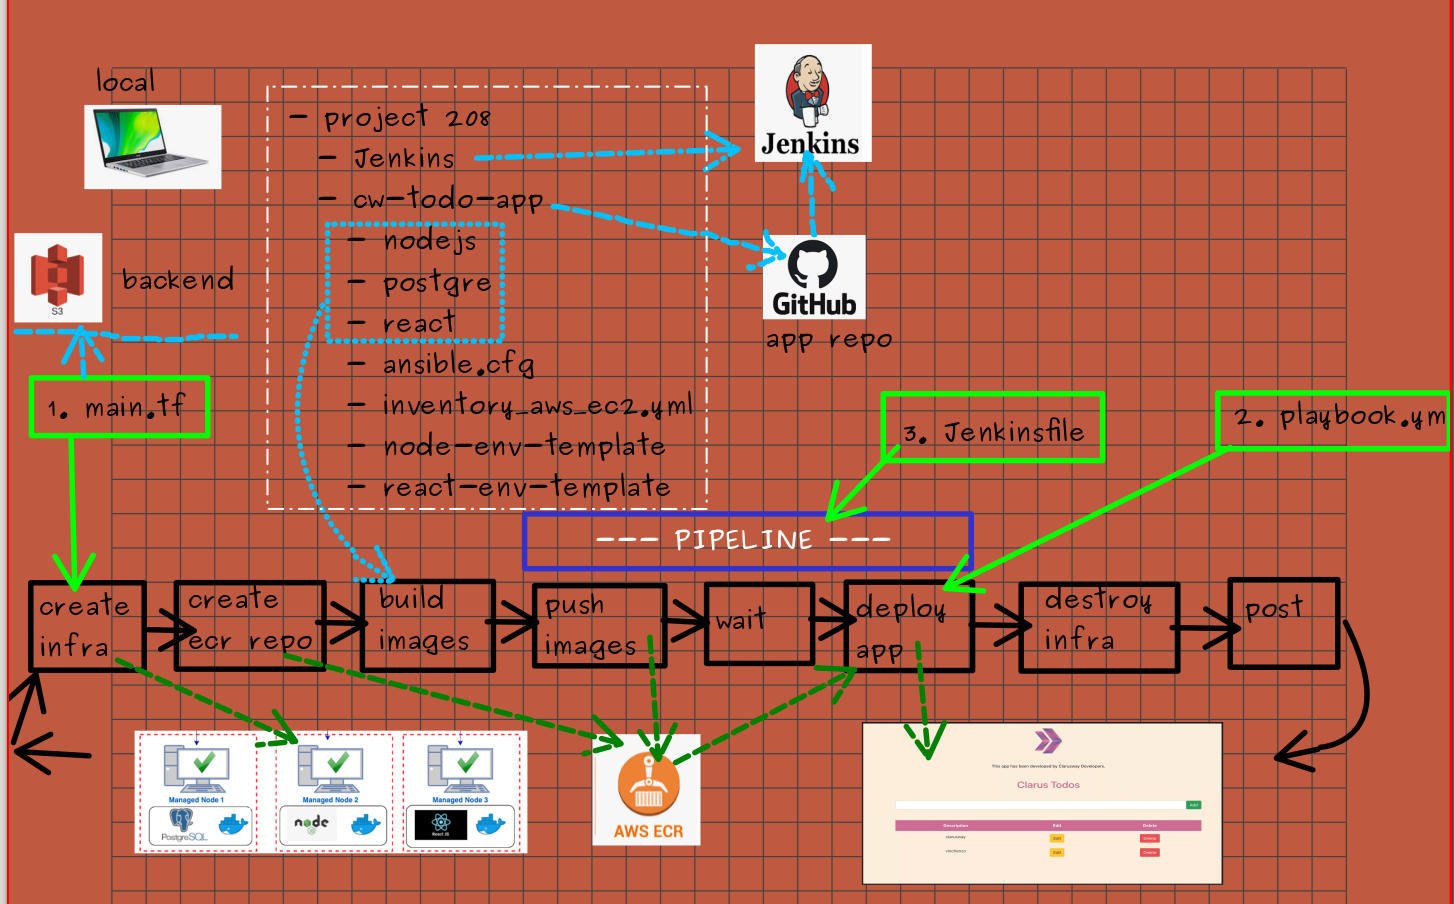 local
- project 208
- Jenkins
- cw-todo-app
- nodejs
- postgre
- react
- ansible.cfg
- inventory_aws_ec2.yml
- node-env-template
- react-env-template
Jenkins
GitHub
app repo
S3
backend
1. main.tf
3. Jenkinsfile
2. playbook.ym
--- PIPELINE ---
create
infra
create
ecr repo
build
images
push
images
wait
deploy
app
destroy
infra
post
Managed Node 1
Managed Node 2
Managed Node 3
PostgreSQL
node
React JS
AWS ECR
This app has been developed by Clarusway Developers.
Clarus Todos
Add
Description Edit Delete
clarusway Edit Delete
vincheneo Edit Delete